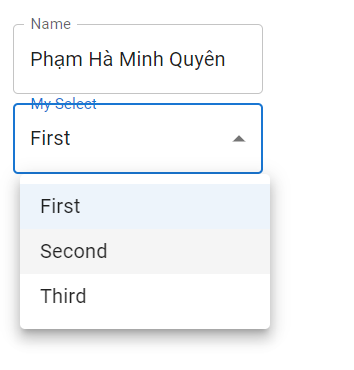 Name
Phạm Hà Minh Quyên
My Select
First
First
Second
Third